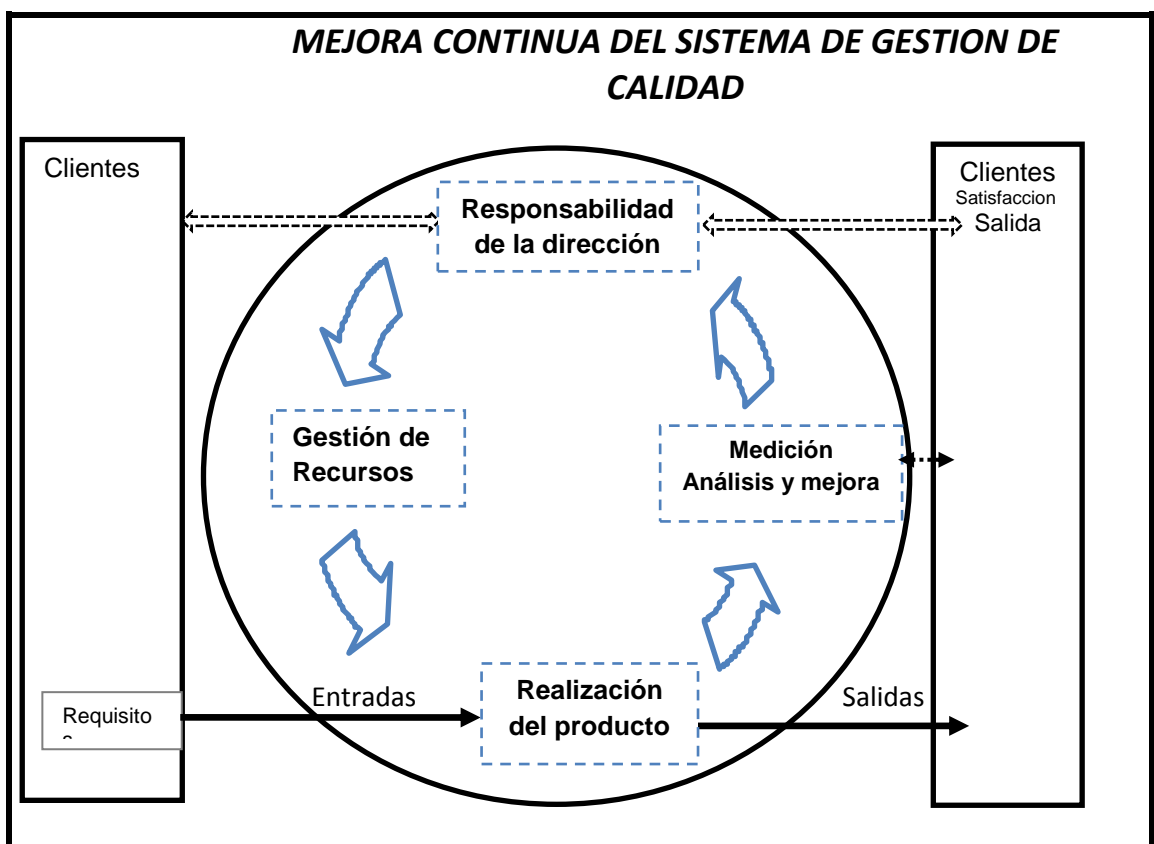 MEJORA CONTINUA DEL SISTEMA DE GESTION DE
CALIDAD
Clientes
Clientes
Satisfaccion
Salida
Responsabilidad
de la dirección
Gestión de
Recursos
Medición
Análisis y mejora
Realización
del producto
Entradas
Salidas
Requisito